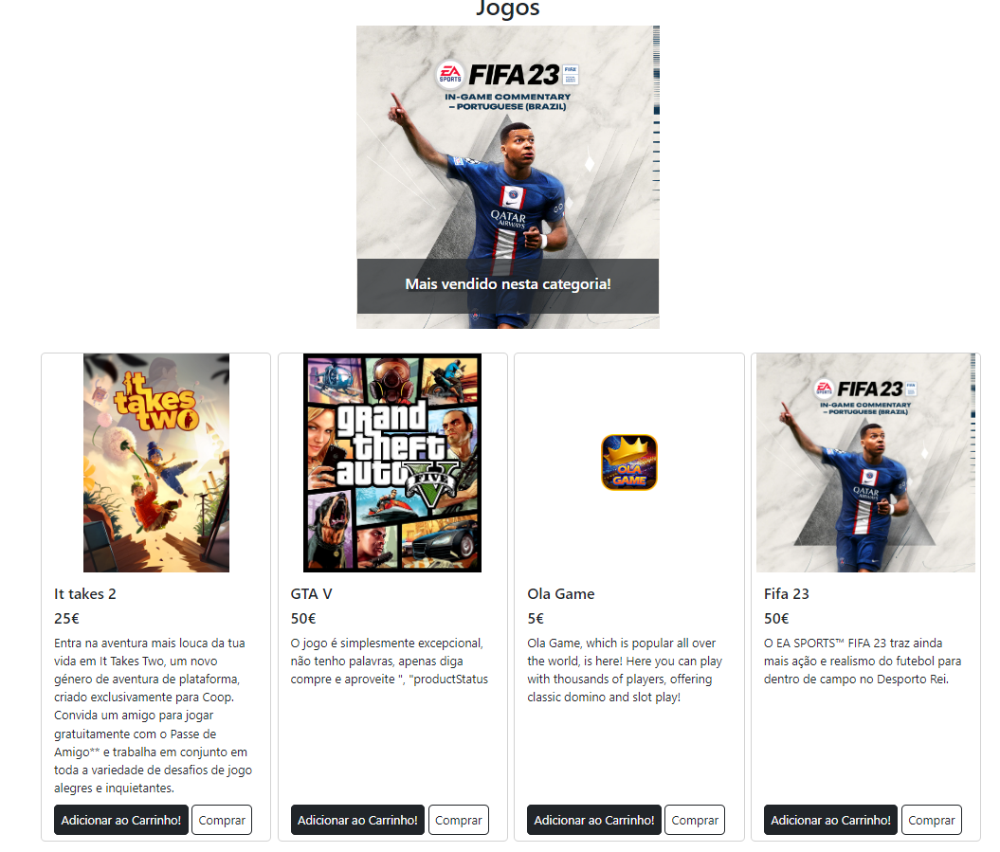 Jogos
EA
SPORTS
FIFA 23
FIFA
IN-GAME COMMENTARY
– PORTUGUESE (BRAZIL)
QATAR
AIRWAYS
Mais vendido nesta categoria!
it
takes
two
It takes 2
25€
Entra na aventura mais louca da tua
vida em It Takes Two, um novo
género de aventura de plataforma,
criado exclusivamente para Coop.
Convida um amigo para jogar
gratuitamente com o Passe de
Amigo** e trabalha em conjunto em
toda a variedade de desafios de jogo
alegres e inquietantes.
Adicionar ao Carrinho!
Comprar
grand
theft
auto
V
FIVE
GTA V
50€
O jogo é simplesmente excepcional,
não tenho palavras, apenas diga
compre e aproveite ", "productStatus
Adicionar ao Carrinho!
Comprar
OLA
GAME
Ola Game
5€
Ola Game, which is popular all over
the world, is here! Here you can play
with thousands of players, offering
classic domino and slot play!
Adicionar ao Carrinho!
Comprar
EA
SPORTS
FIFA 23
FIFA
IN-GAME COMMENTARY
– PORTUGUESE (BRAZIL)
QATAR
AIRWAYS
Fifa 23
50€
O EA SPORTS™ FIFA 23 traz ainda
mais ação e realismo do futebol para
dentro de campo no Desporto Rei.
Adicionar ao Carrinho!
Comprar